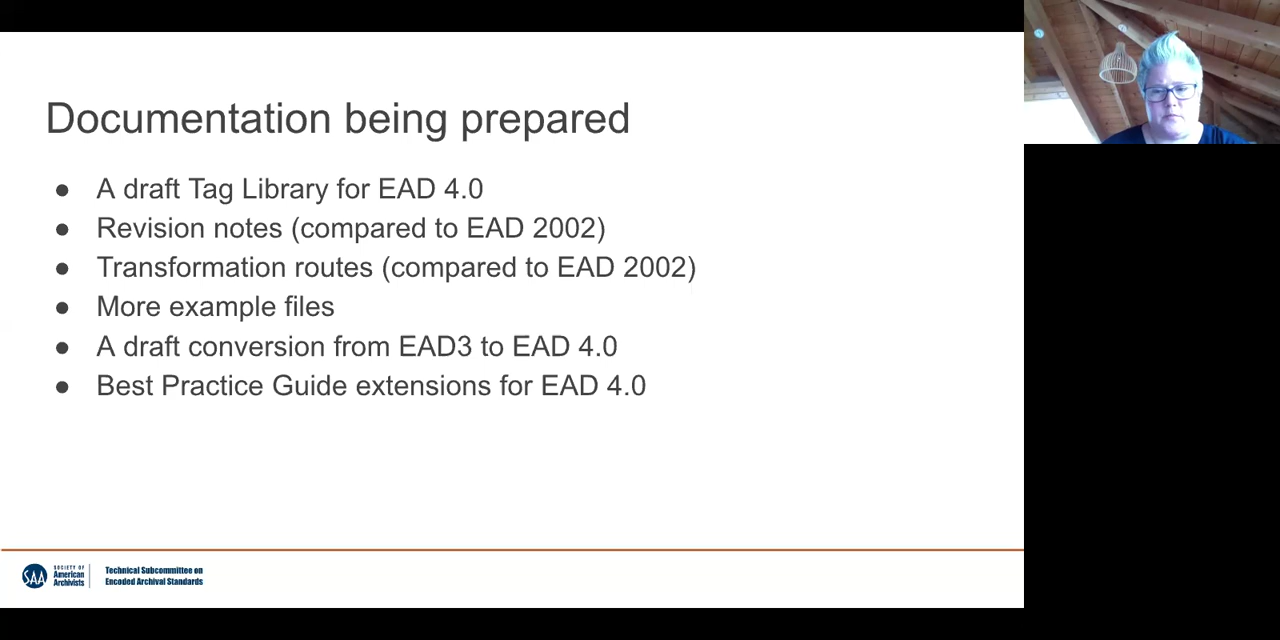 Documentation being prepared
● A draft Tag Library for EAD 4.0
● Revision notes (compared to EAD 2002)
● Transformation routes (compared to EAD 2002)
● More example files
● A draft conversion from EAD3 to EAD 4.0
● Best Practice Guide extensions for EAD 4.0
SAA
SOCIETY OF
American
Archivists
Technical Subcommittee on
Encoded Archival Standards